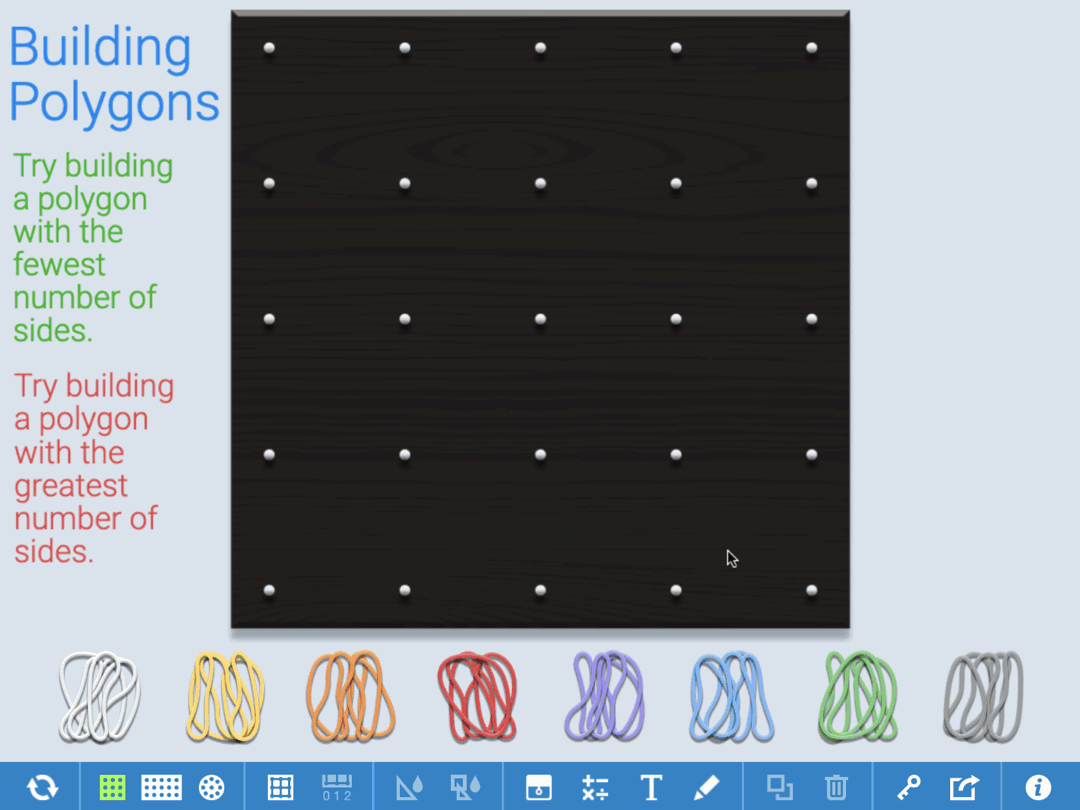 Building
Polygons
Try building
a polygon
with the
fewest
number of
sides.
Try building
a polygon
with the
greatest
number of
sides.
0 1 2
T
i